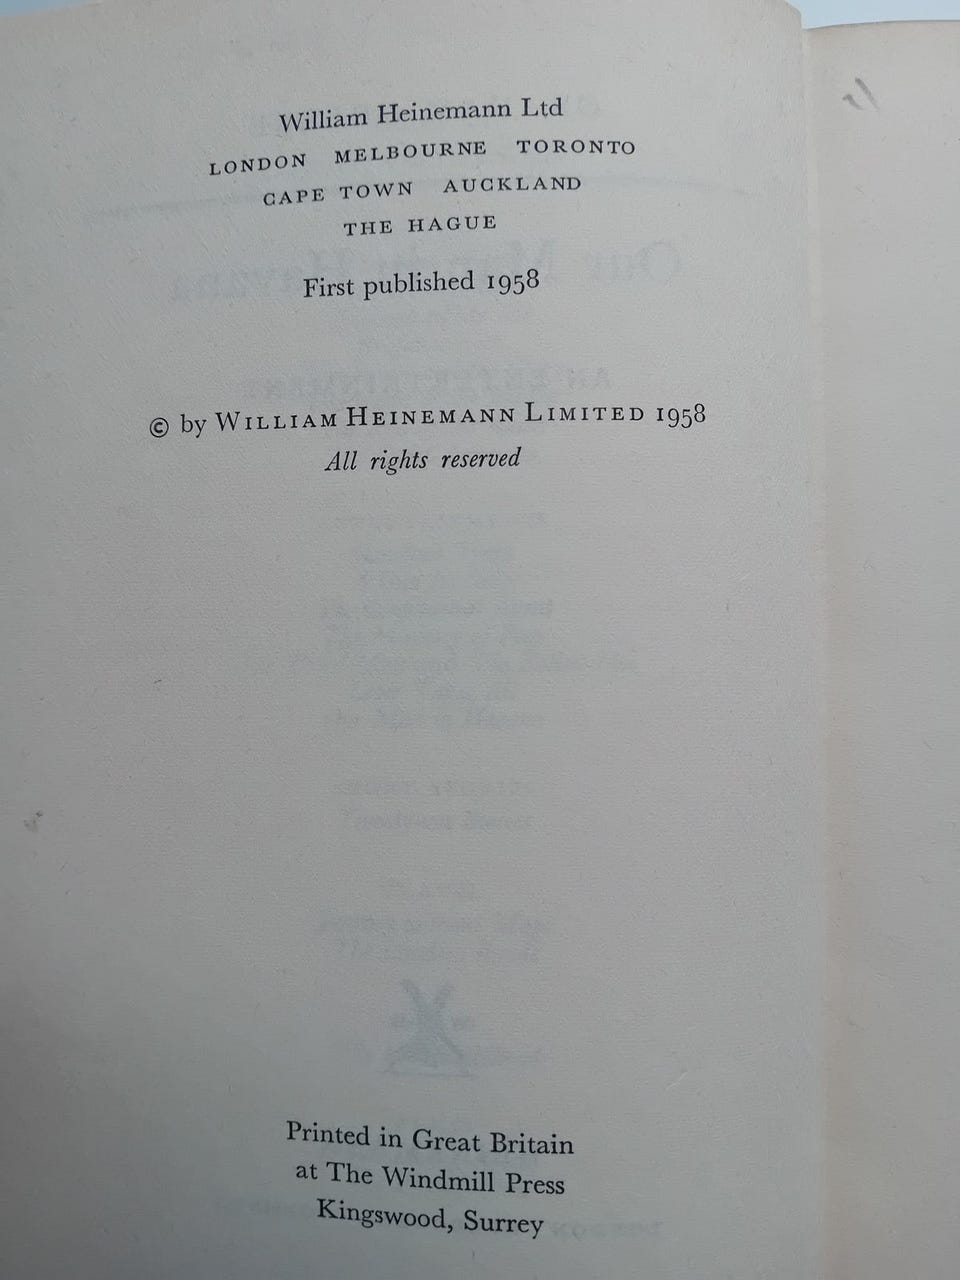 William Heinemann Ltd
LONDON MELBOURNE TORONTO
CAPE TOWN AUCKLAND
THE HAGUE
First published 1958
© by WILLIAM HEINEMANN LIMITED 1958
All rights reserved
Printed in Great Britain
at The Windmill Press
Kingswood, Surrey